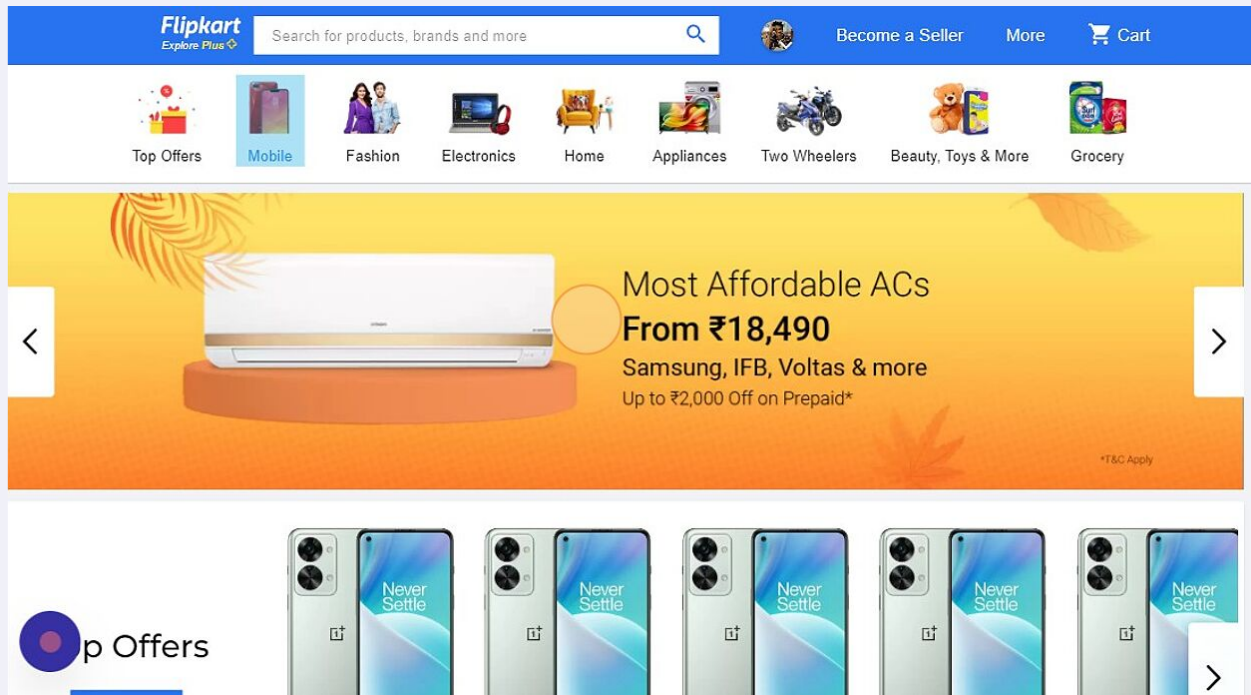 Flipkart
Explore Plus
Search for products, brands and more
Become a Seller
More
Cart
Top Offers
Mobile
Fashion
Electronics
Home
Appliances
Two Wheelers
Beauty, Toys & More
Grocery
Most Affordable ACs
From ₹18,490
Samsung, IFB, Voltas & more
Up to ₹2,000 Off on Prepaid*
*T&C Apply
p Offers
Never
Settle
Never
Settle
Never
Settle
Never
Settle
Never
Settle